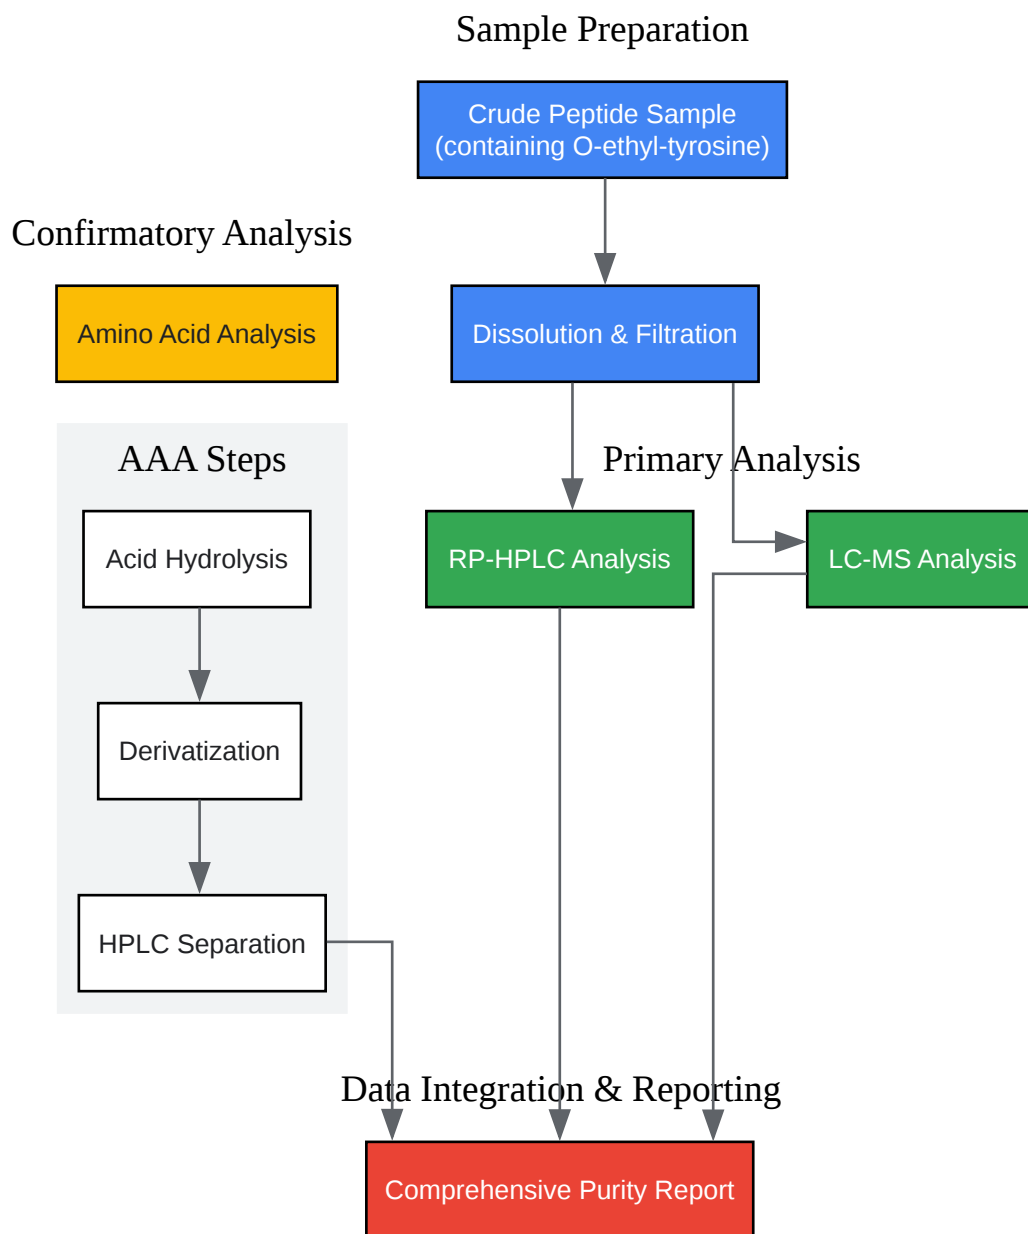 Sample Preparation
Crude Peptide Sample
(containing O-ethyl-tyrosine)
Confirmatory Analysis
Amino Acid Analysis
Dissolution & Filtration
AAA Steps
Primary Analysis
Acid Hydrolysis
RP-HPLC Analysis
LC-MS Analysis
Derivatization
HPLC Separation
Data Integration & Reporting
Comprehensive Purity Report